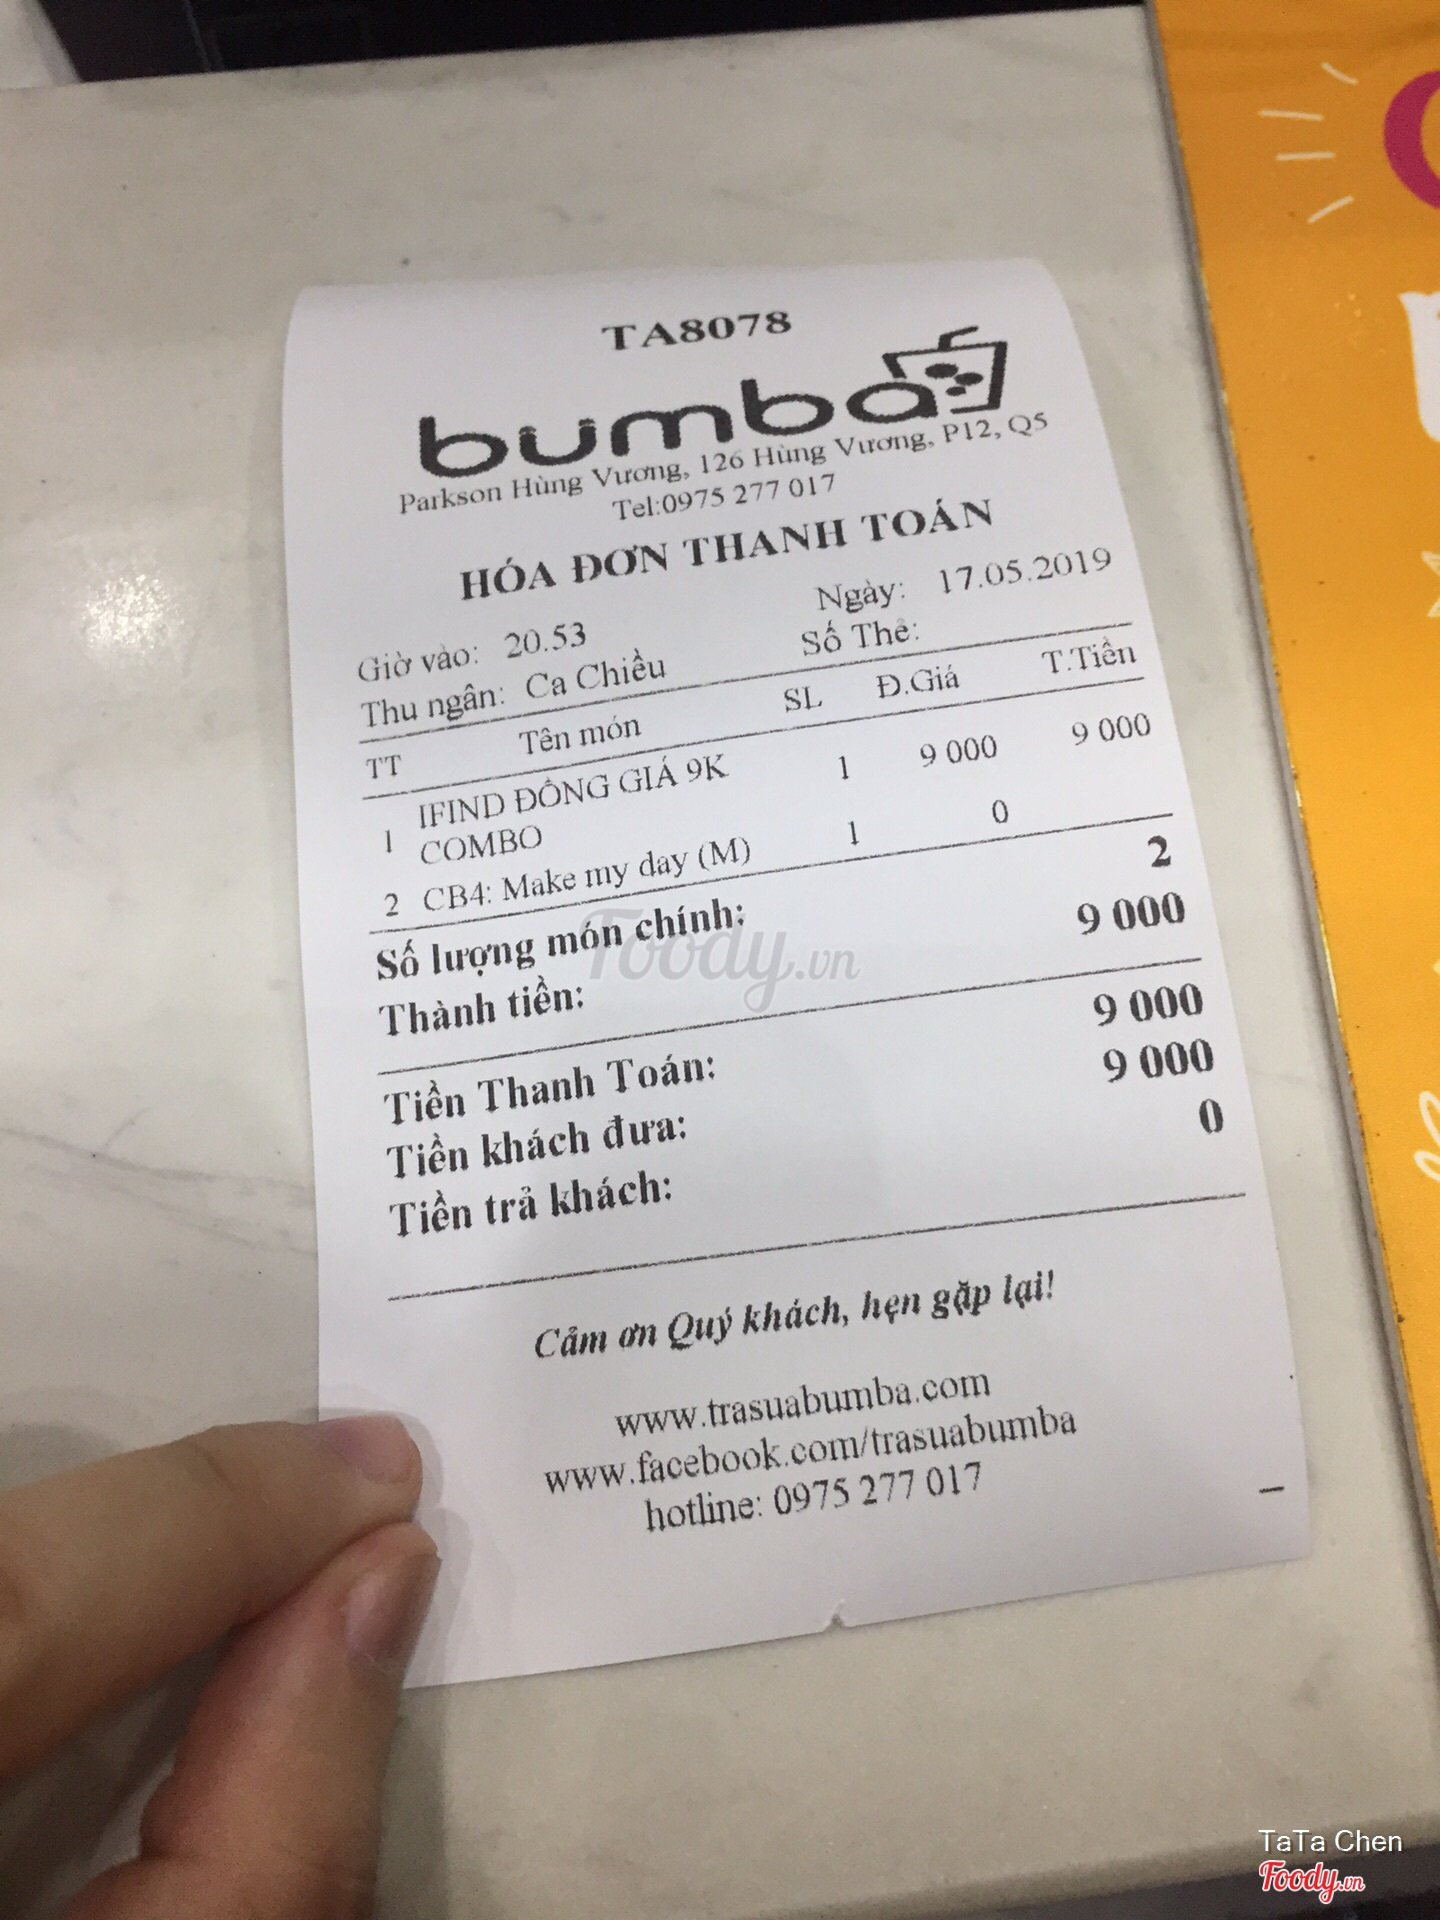 TA8078
bumba
Parkson Hùng Vương, 126 Hùng Vương, P12, Q5
Tel:0975 277 017
HÓA ĐƠN THANH TOÁN
Ngày: 17.05.2019
Giờ vào: 20.53
Số Thẻ:
Thu ngân: Ca Chiều
TT Tên món SL Đ.Giá T.Tiền
1 IFIND ĐỒNG GIÁ 9K 1 9 000 9 000
COMBO
2 CB4: Make my day (M) 1 0
Số lượng món chính: 2
Thành tiền: 9 000
Tiền Thanh Toán: 9 000
Tiền khách đưa: 9 000
Tiền trả khách: 0
Cảm ơn Quý khách, hẹn gặp lại!
www.trasuabumba.com
www.facebook.com/trasuabumba
hotline: 0975 277 017
Foody.vn
TaTa Chen
Foody.vn